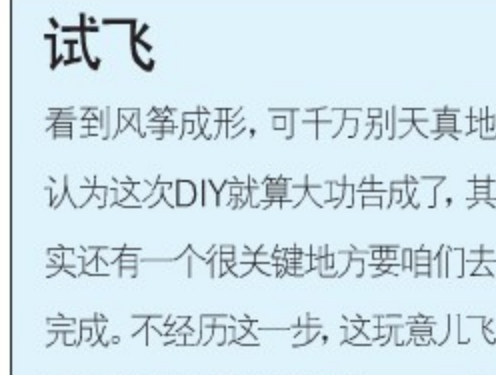 试飞
看到风筝成形，可千万别天真地
认为这次DIY就算大功告成了，其
实还有一个很关键地方要咱们去
完成。不经历这一步，这玩意儿飞